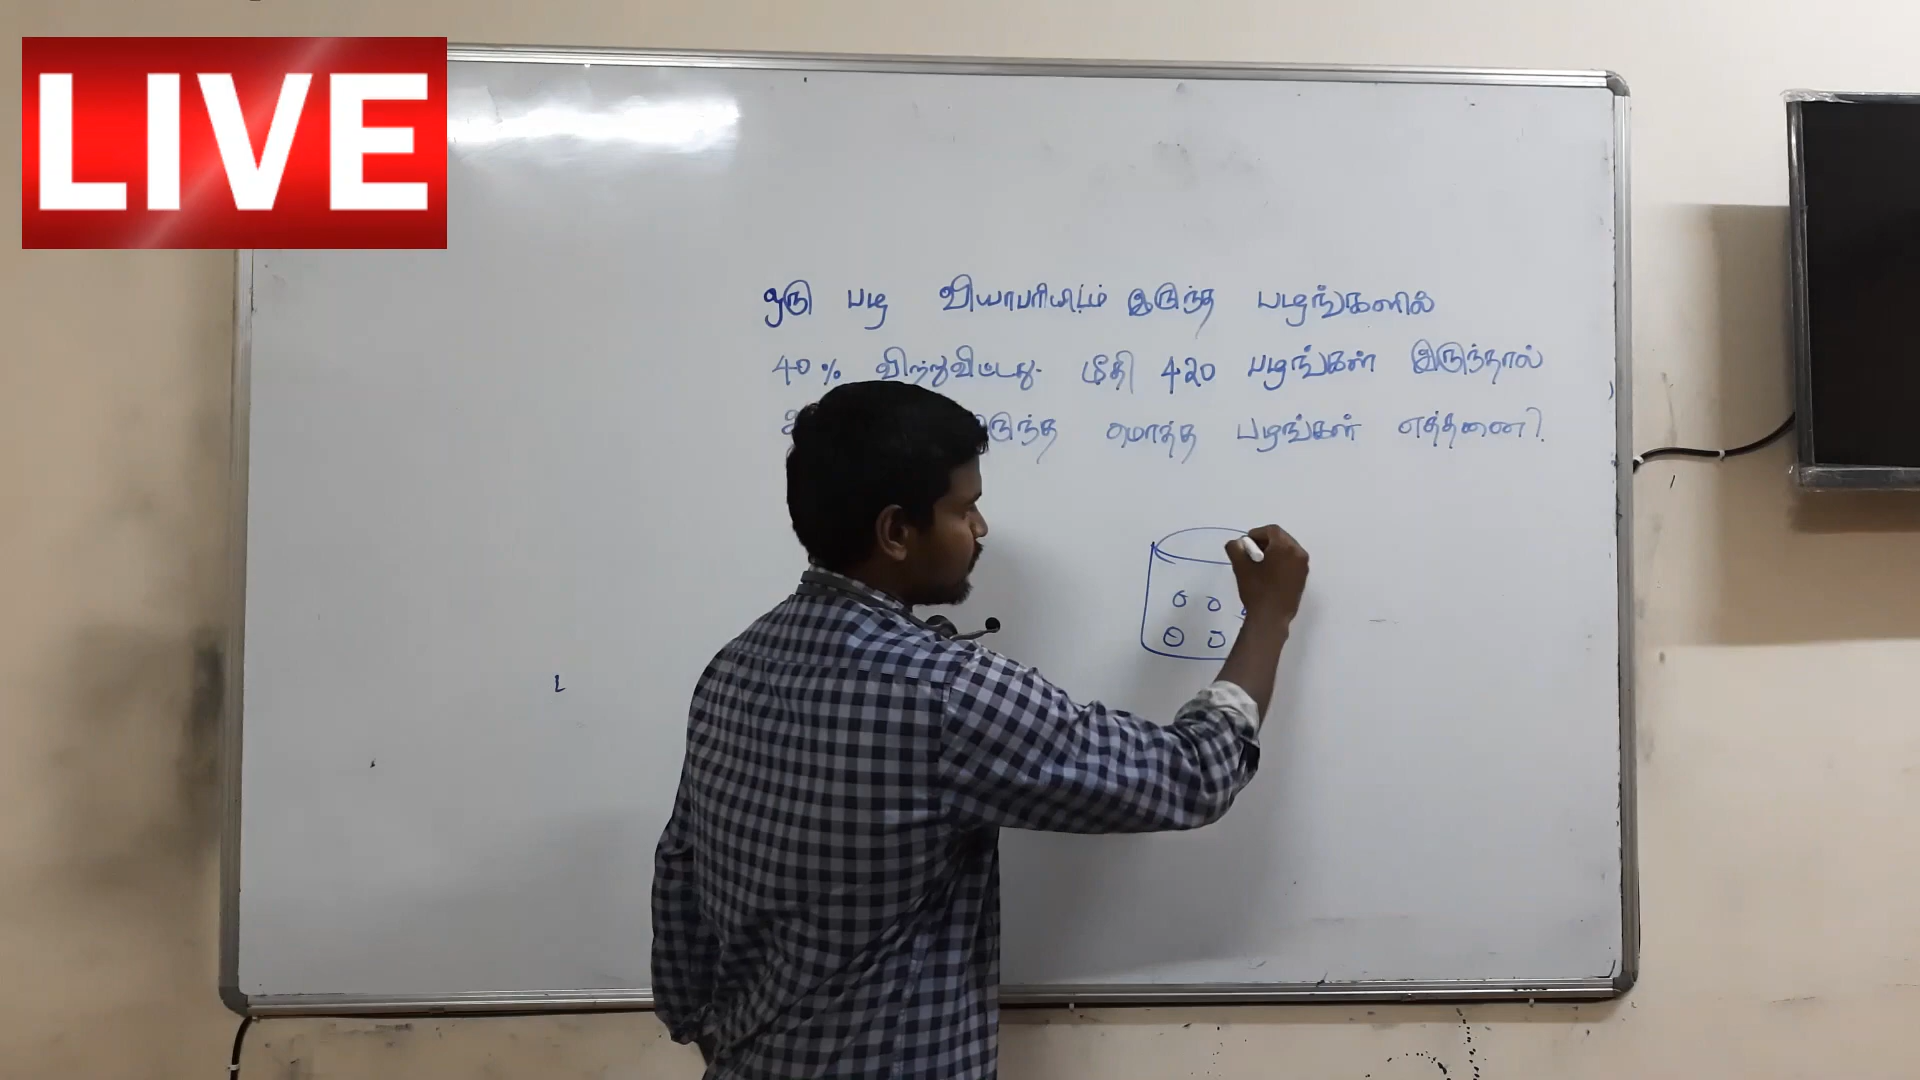 LIVE
ஒரு பழ வியாபாரியிடம் இருந்த பழங்களில்
40% விற்றுவிட்டது. மீதி 420 பழங்கள் இருந்தால்
இருந்த மொத்த பழங்கள் எத்தனை?